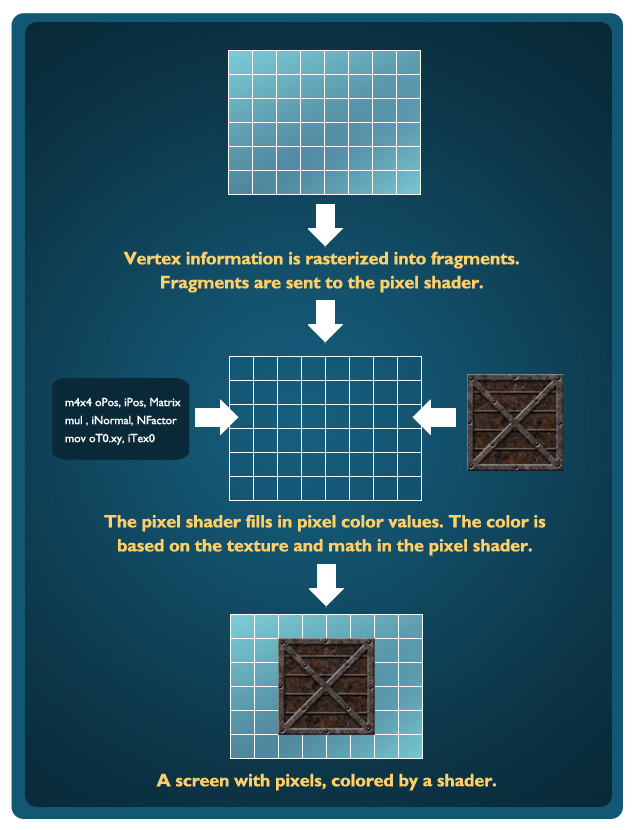 Vertex information is rasterized into fragments.
Fragments are sent to the pixel shader.
m4x4 oPos, iPos, Matrix
mul , iNormal, NFactor
mov oT0.xy, iTex0
The pixel shader fills in pixel color values. The color is
based on the texture and math in the pixel shader.
A screen with pixels, colored by a shader.